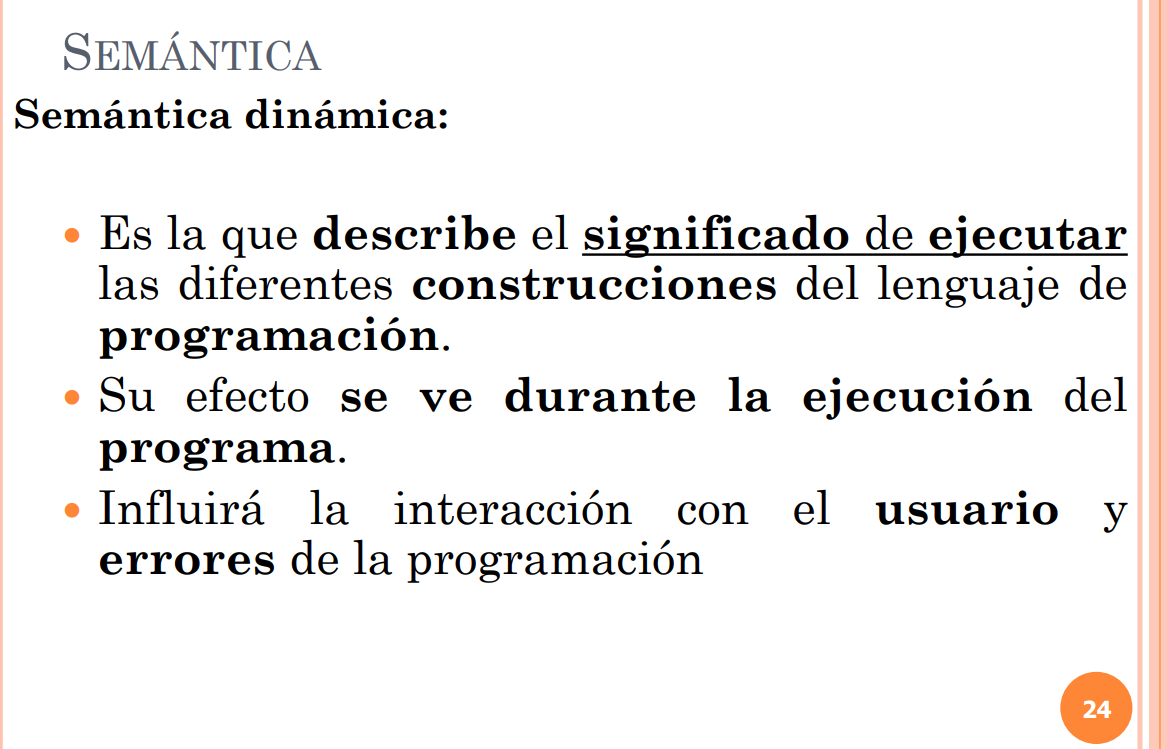 SEMÁNTICA
Semántica dinámica:
• Es la que describe el significado de ejecutar
las diferentes construcciones del lenguaje de
programación.
• Su efecto se ve durante la ejecución del
programa.
• Influirá la interacción con el usuario y
errores de la programación
24